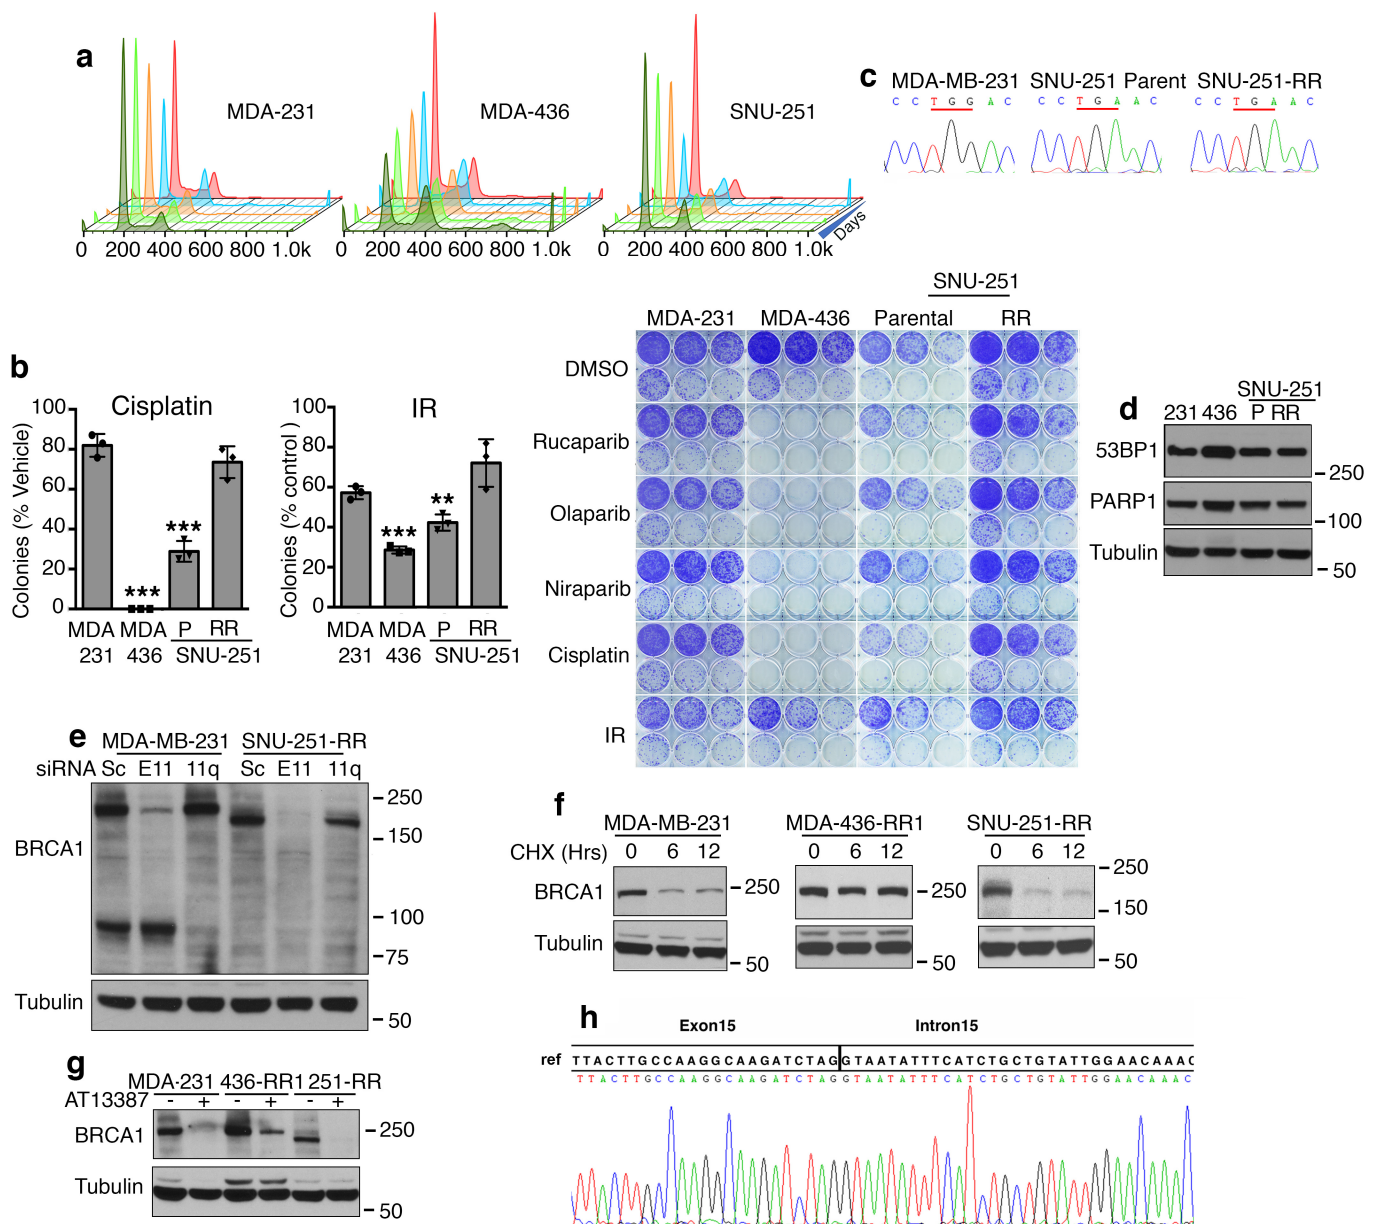 a
MDA-231
MDA-436
SNU-251
0 200 400 600 800 1.0k
0 200 400 600 800 1.0k
0 200 400 600 800 1.0k
Days
c
MDA-MB-231 SNU-251 Parent SNU-251-RR
C C T G G A C
C C T G A A C
C C T G A A C
b
Cisplatin
Colonies (% Vehicle)
100
80
60
40
20
0
***
***
MDA MDA P RR
231 436 SNU-251
IR
Colonies (% control )
100
80
60
40
20
0
***
**
MDA MDA P RR
231 436 SNU-251
SNU-251
MDA-231 MDA-436 Parental RR
DMSO
Rucaparib
Olaparib
Niraparib
Cisplatin
IR
d
SNU-251
231 436 P RR
53BP1
250
PARP1
100
Tubulin
50
e
MDA-MB-231 SNU-251-RR
siRNA Sc E11 11q Sc E11 11q
250
150
BRCA1
100
75
Tubulin
50
f
MDA-MB-231 MDA-436-RR1 SNU-251-RR
CHX (Hrs) 0 6 12 0 6 12 0 6 12
BRCA1
250
250
250
150
Tubulin
50
50
50
g
MDA-231 436-RR1 251-RR
AT13387 - + - + - +
BRCA1
250
Tubulin
50
h
Exon15 Intron15
ref TTACTTGCCAAGGCAAGATCTAGGTAATATTTCATCTGCTGTATTGGAACAAAC
TTACTTGCCAAGGCAAGATCTAGGTAATATTTCATCTGCTGTATTGGAACAAAC